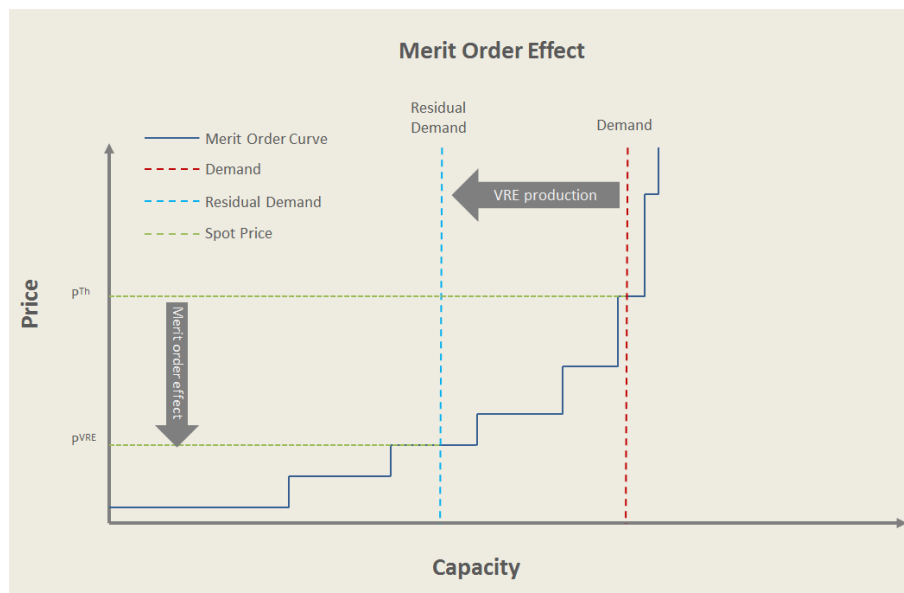 Merit Order Effect
Residual
Demand
Demand
Merit Order Curve
Demand
Residual Demand
Spot Price
VRE production
PTh
Merit order effect
PVRE
Price
Capacity